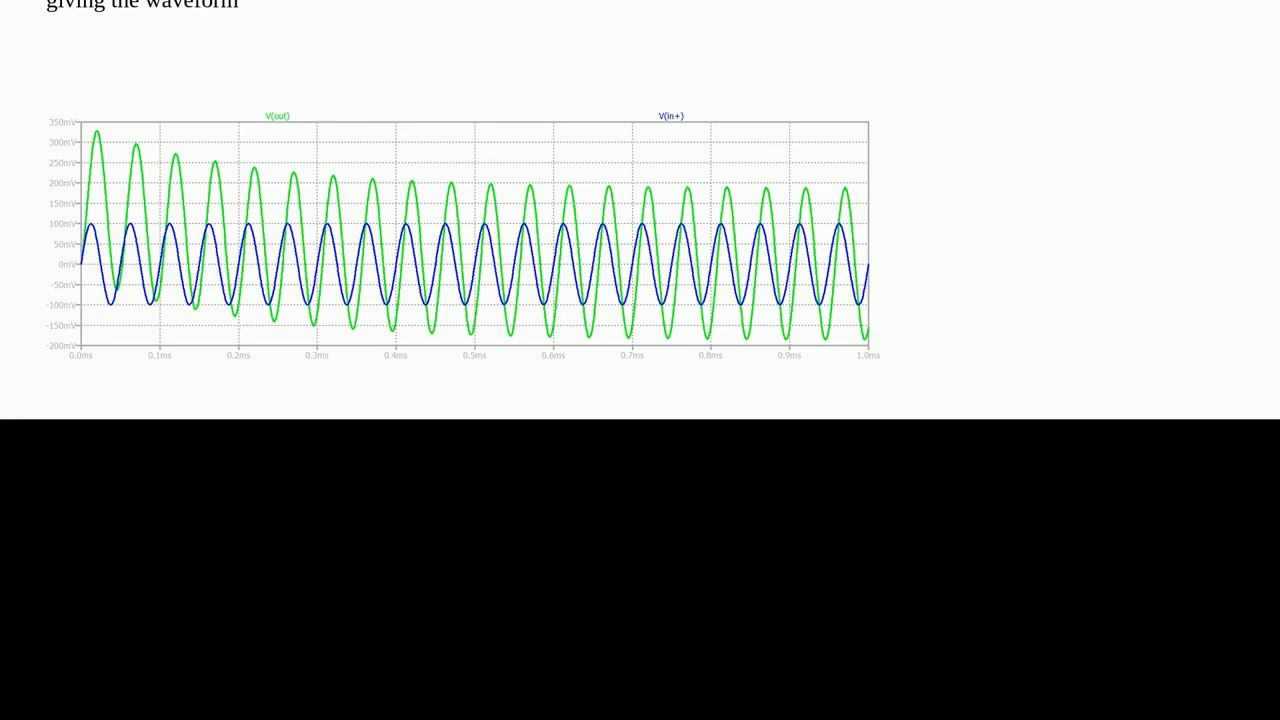 giving the waveform
V(out) V(in+)
350mV
300mV
250mV
200mV
150mV
100mV
50mV
0mV
-50mV
-100mV
-150mV
-200mV
0.0ms 0.1ms 0.2ms 0.3ms 0.4ms 0.5ms 0.6ms 0.7ms 0.8ms 0.9ms 1.0ms